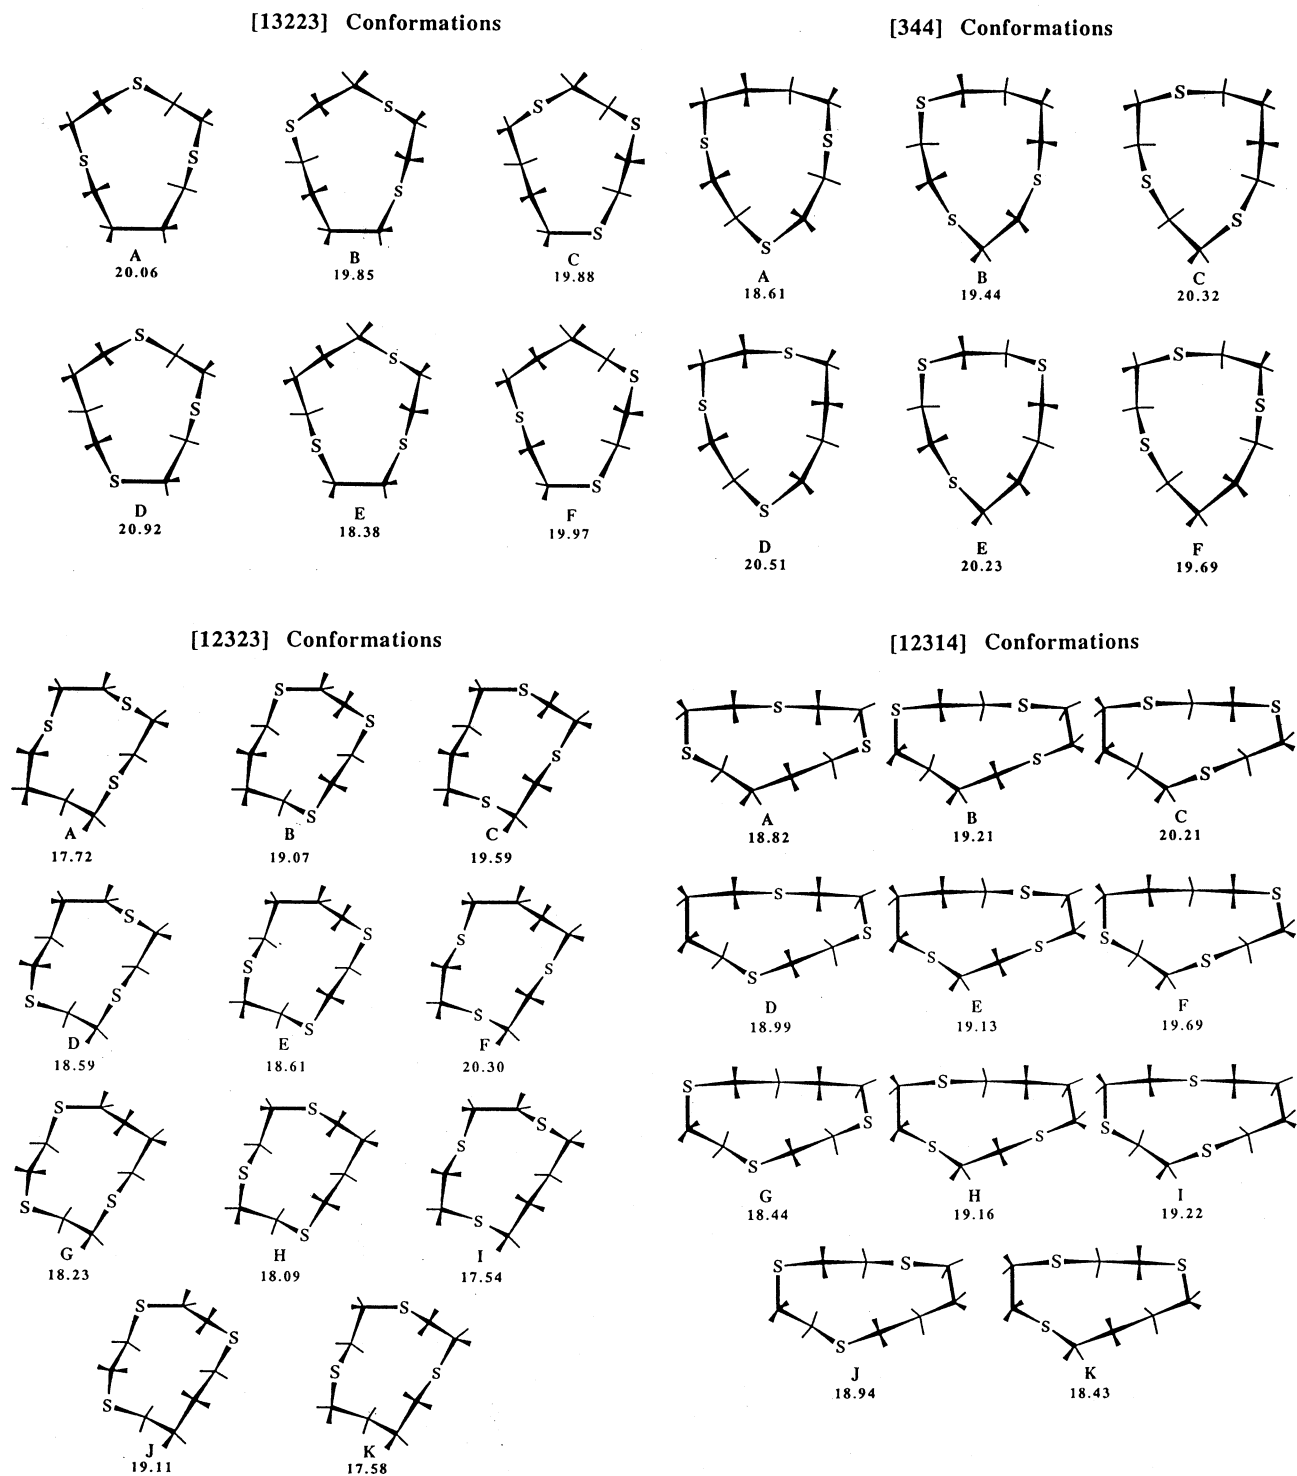 [13223] Conformations
[344] Conformations
S
S
S
A
20.06
S
S
S
B
19.85
S
S
S
C
19.88
S
S
S
A
18.61
S
S
S
B
19.44
S
S
S
C
20.32
S
S
S
D
20.92
S
S
S
E
18.38
S
S
S
F
19.97
S
S
S
D
20.51
S
S
S
E
20.23
S
S
S
F
19.69
[12323] Conformations
[12314] Conformations
S
S
S
A
17.72
S
S
S
B
19.07
S
S
S
C
19.59
S
S
S
A
18.82
S
S
S
B
19.21
S
S
S
C
20.21
S
S
S
D
18.59
S
S
S
E
18.61
S
S
S
F
20.30
S
S
S
D
18.99
S
S
S
E
19.13
S
S
S
F
19.69
S
S
S
G
18.23
S
S
S
H
18.09
S
S
S
I
17.54
S
S
S
G
18.44
S
S
S
H
19.16
S
S
S
I
19.22
S
S
S
J
19.11
S
S
S
K
17.58
S
S
S
J
18.94
S
S
S
K
18.43